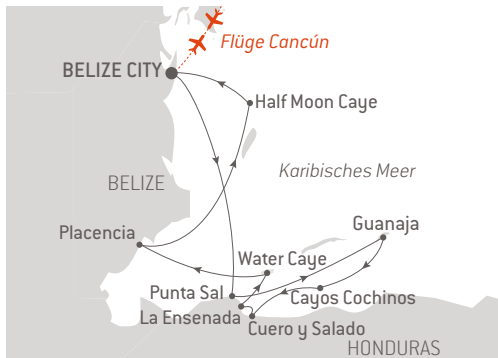 Flüge Cancún
BELIZE CITY
Half Moon Caye
Karibisches Meer
BELIZE
Guanaja
Placencia
Water Caye
Punta Sal
Cayos Cochinos
La Ensenada
Cuero y Salado
HONDURAS